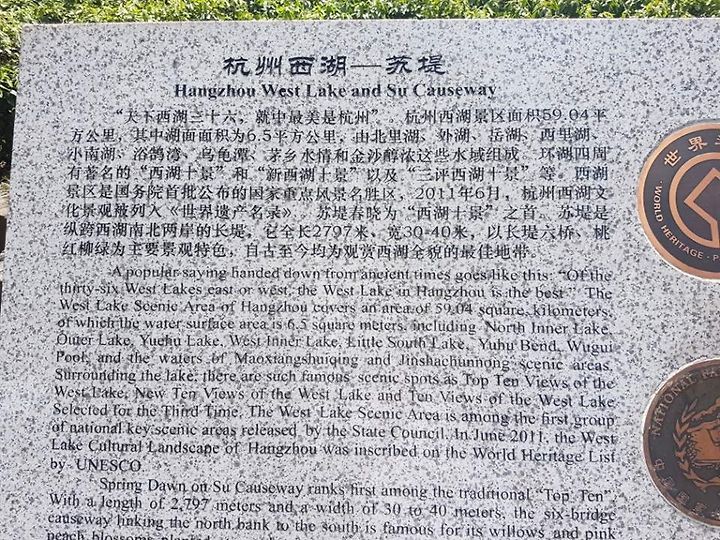 杭州西湖—苏堤
Hangzhou West Lake and Su Causeway
“天下西湖三十六，就中最美是杭州”。杭州西湖景区面积59.04平
方公里，其中湖面面积为6.5平方公里，由北里湖、外湖、岳湖、西里湖、
小南湖、浴鹄湾、乌龟潭、茅乡水情和金沙醇浓这些水域组成。环湖四周
有著名的“西湖十景”和“新西湖十景”以及“三评西湖十景”等。西湖
景区是国务院首批公布的国家重点风景名胜区，2011年6月，杭州西湖文
化景观被列入《世界遗产名录》。苏堤春晓为“西湖十景”之首。苏堤是
纵跨西湖南北两岸的长堤，它全长2797米、宽30-40米，以长堤六桥、桃
红柳绿为主要景观特色，自古至今均为观赏西湖全貌的最佳地带。
A popular saying handed down from ancient times goes like this: “Of the
thirty-six West Lakes east or west, the West Lake in Hangzhou is the best.” The
West Lake Scenic Area of Hangzhou covers an area of 59.04 square, kilometers,
of which the water surface area is 6.5 square meters, including North Inner Lake,
Outer Lake, Yuehu Lake, West Inner Lake, Little South Lake, Yuhu Bend, Wugui
Pool, and the waters of Maoxiangshuiqing and Jinshachunnong scenic areas.
Surrounding the lake, there are such famous scenic spots as Top Ten Views of the
West Lake, New Ten Views of the West Lake and Ten Views of the West Lake
Selected for the Third Time. The West Lake Scenic Area is among the first group
of national key scenic areas released by the State Council. In June 2011, the West
Lake Cultural Landscape of Hangzhou was inscribed on the World Heritage List
by UNESCO.
Spring Dawn on Su Causeway ranks first among the traditional “Top Ten”.
With a length of 2,797 meters and a width of 30 to 40 meters, the six-bridge
causeway linking the north bank to the south is famous for its willows and pink
peach blossoms
世界
WORLD HERITAGE
NATIONAL